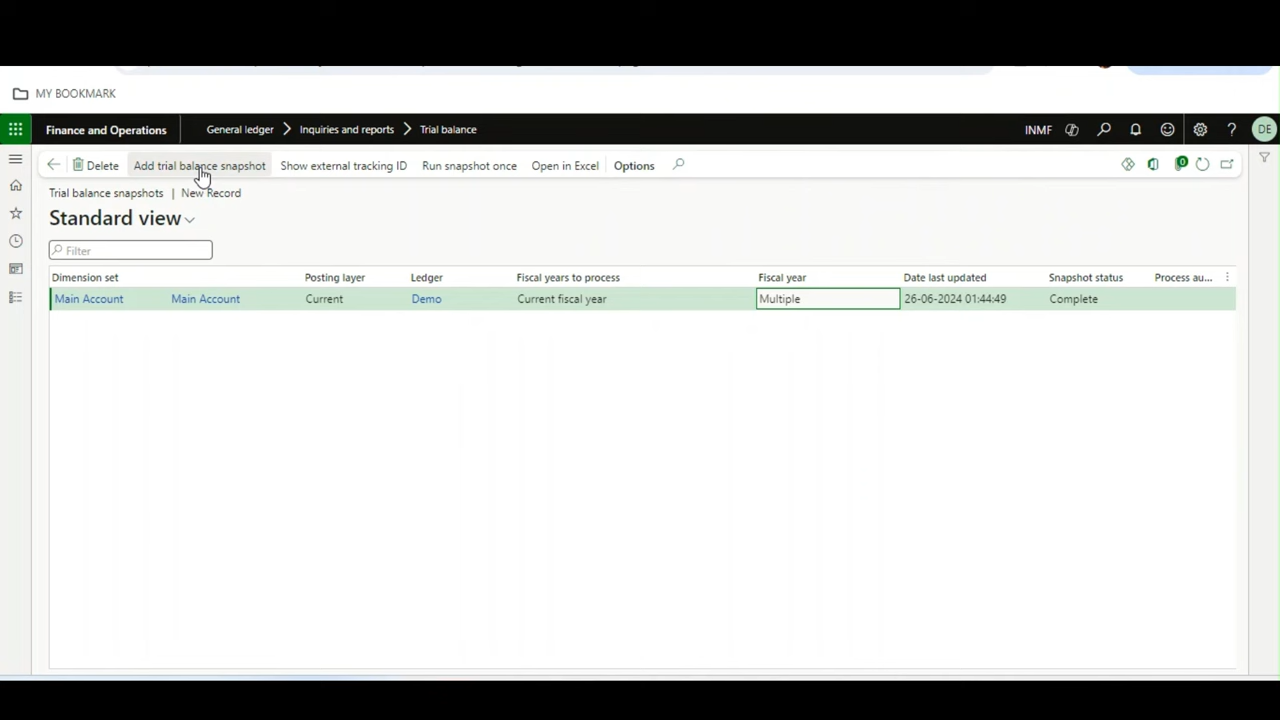 MY BOOKMARK
Finance and Operations General ledger Inquiries and reports Trial balance INMF DE
Delete Add trial balance snapshot Show external tracking ID Run snapshot once Open in Excel Options 0
Trial balance snapshots | New Record
Standard view
Filter
Dimension set Posting layer Ledger Fiscal years to process Fiscal year Date last updated Snapshot status Process au...
Main Account Main Account Current Demo Current fiscal year Multiple 26-06-2024 01:44:49 Complete